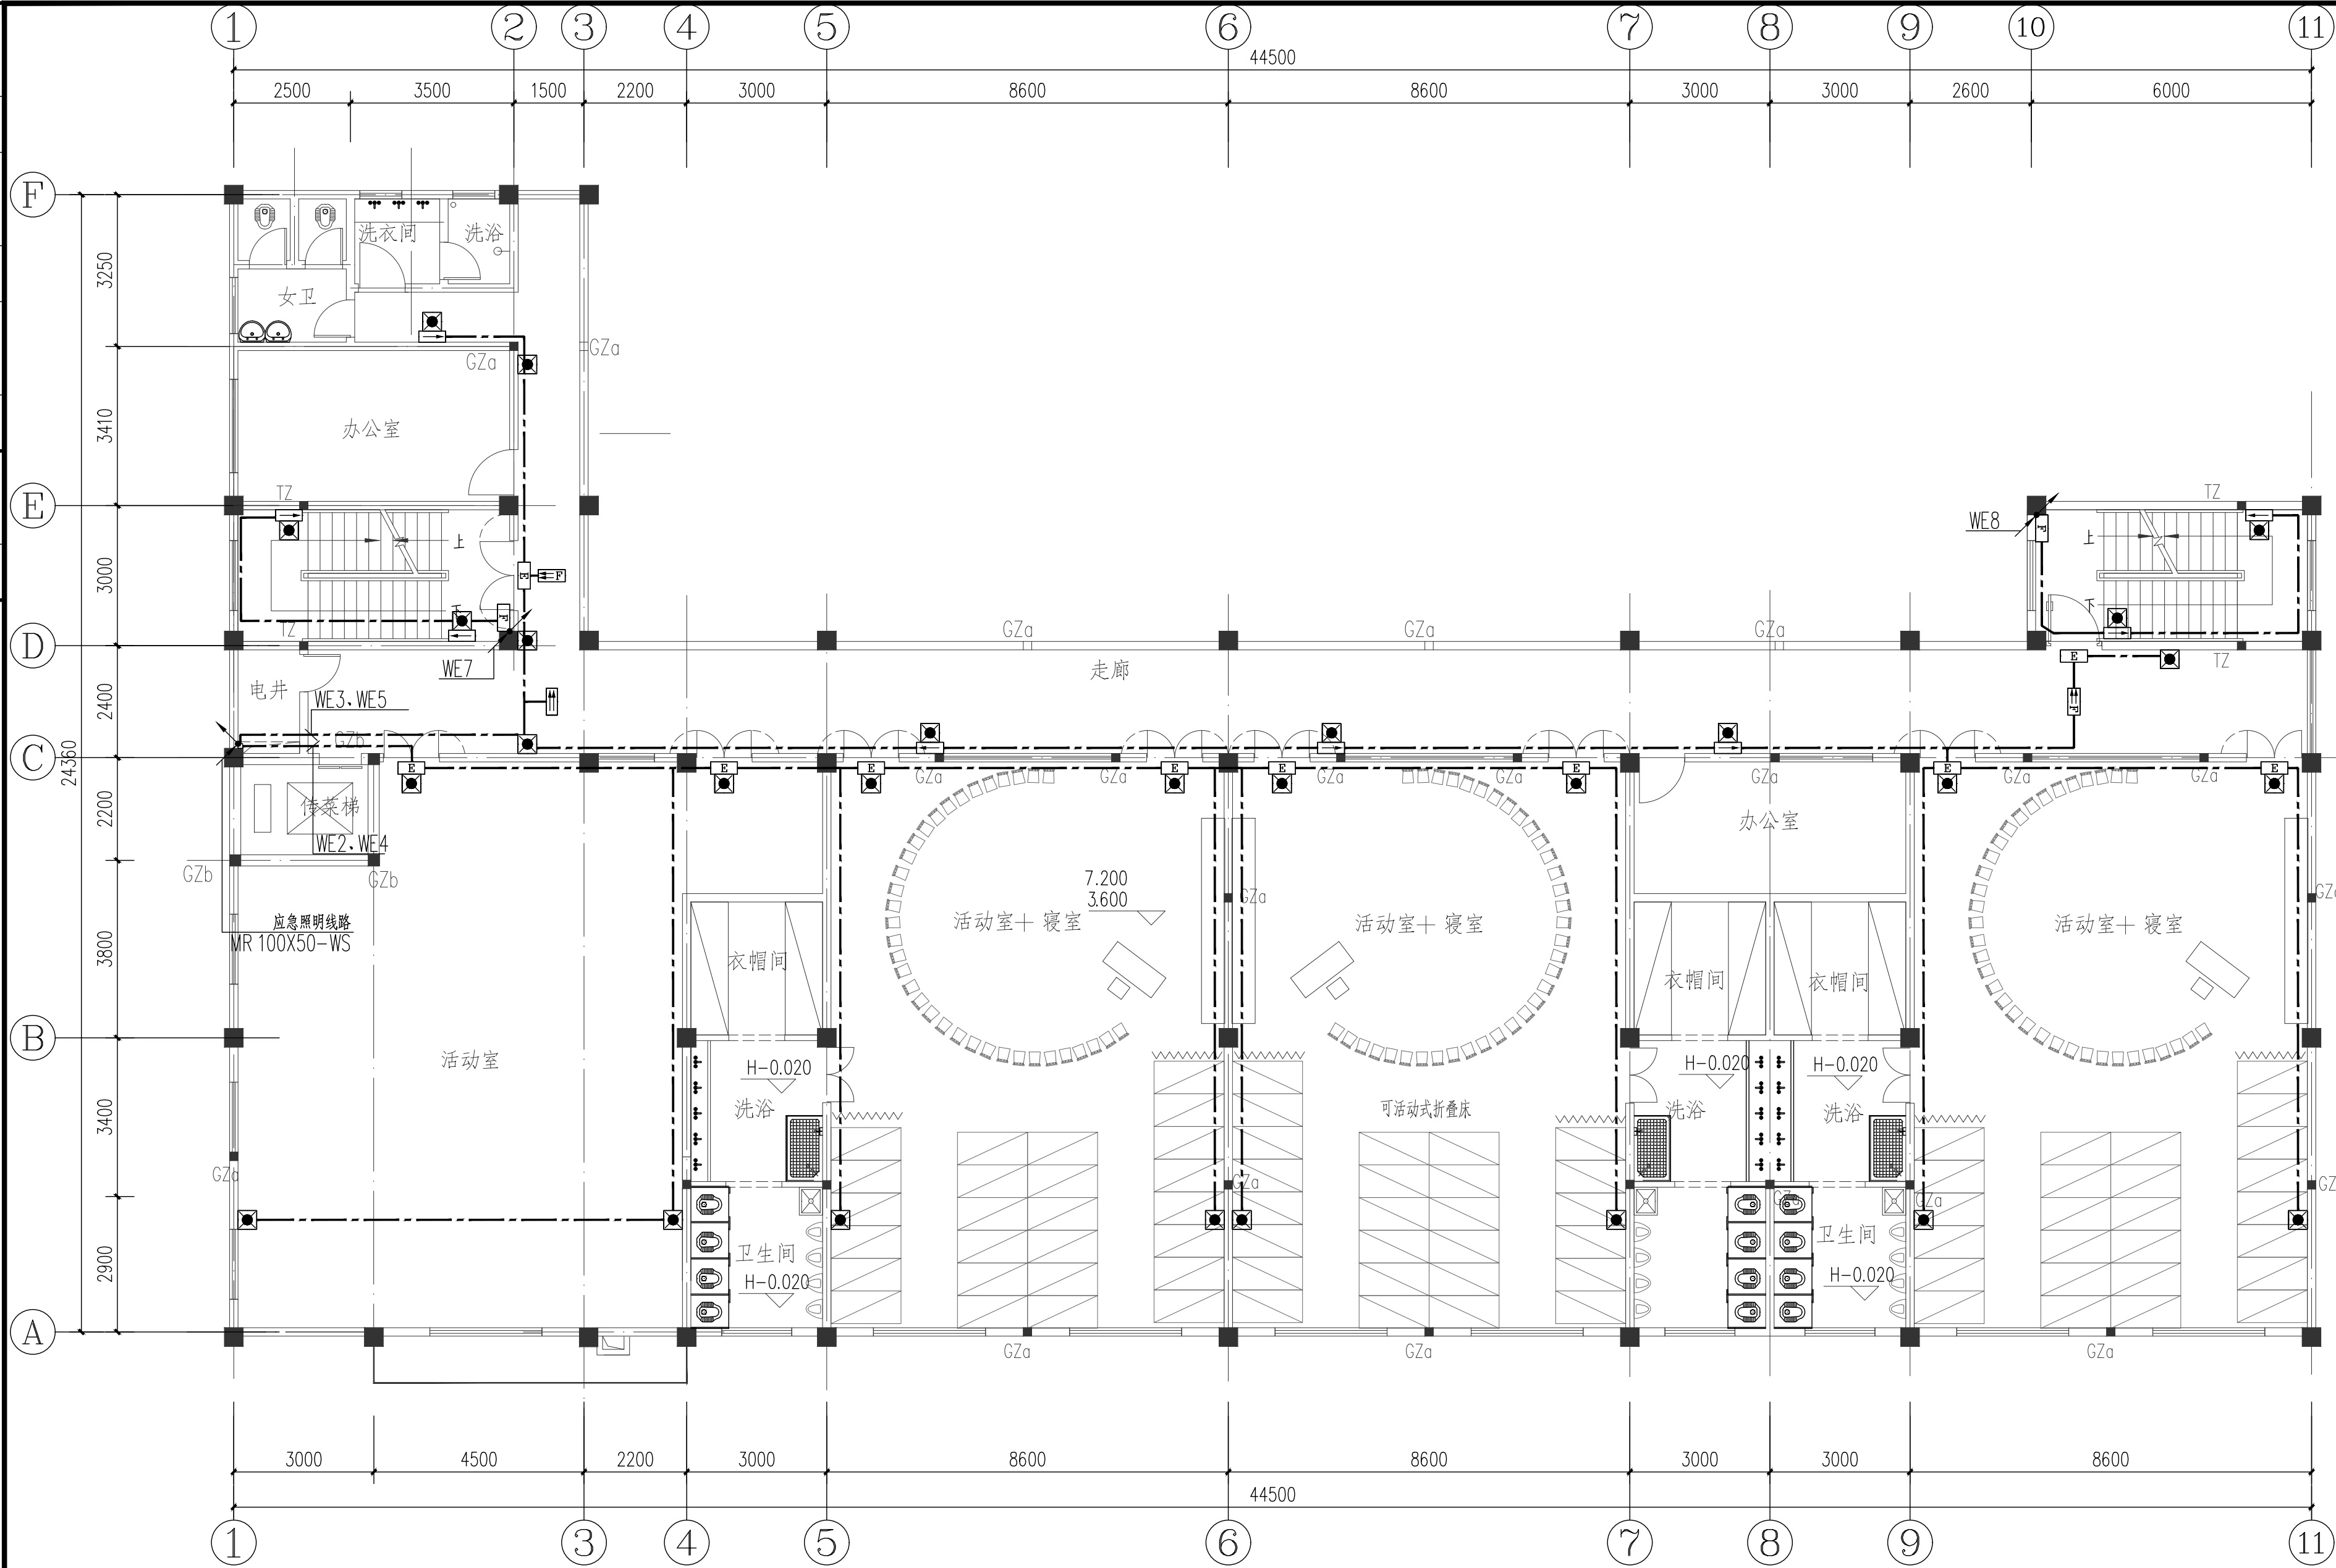 1 2 3 4 5 6 7 8 9 10 11
44500
2500 3500 1500 2200 3000 8600 8600 3000 3000 2600 6000
F
洗衣间 洗浴
3250
女卫
GZa GZa
办公室
3410
E
TZ TZ
WE8
上 上
F
3000
E F
下 下
F
TZ
D
GZa GZa GZa
TZ
WE7
走廊
E
电井
WE3、WE5
2400
F
GZb
C
24360
E E E E E E E
GZa GZa GZa GZa GZa GZa GZa
传菜梯
2200
办公室
WE2、WE4
GZb GZb
7.200
3.600
GZa GZa
应急照明线路
MR 100X50-WS
活动室+ 寝室 活动室+ 寝室 活动室+ 寝室
3800
衣帽间 衣帽间 衣帽间
B
活动室
H-0.020 H-0.020 H-0.020
洗浴 可活动式折叠床 洗浴 洗浴
3400
GZa GZa GZa
卫生间 卫生间
2900
H-0.020 H-0.020
A
GZa GZa GZa
3000 4500 2200 3000 8600 8600 3000 3000 8600
44500
1 3 4 5 6 7 8 9 11